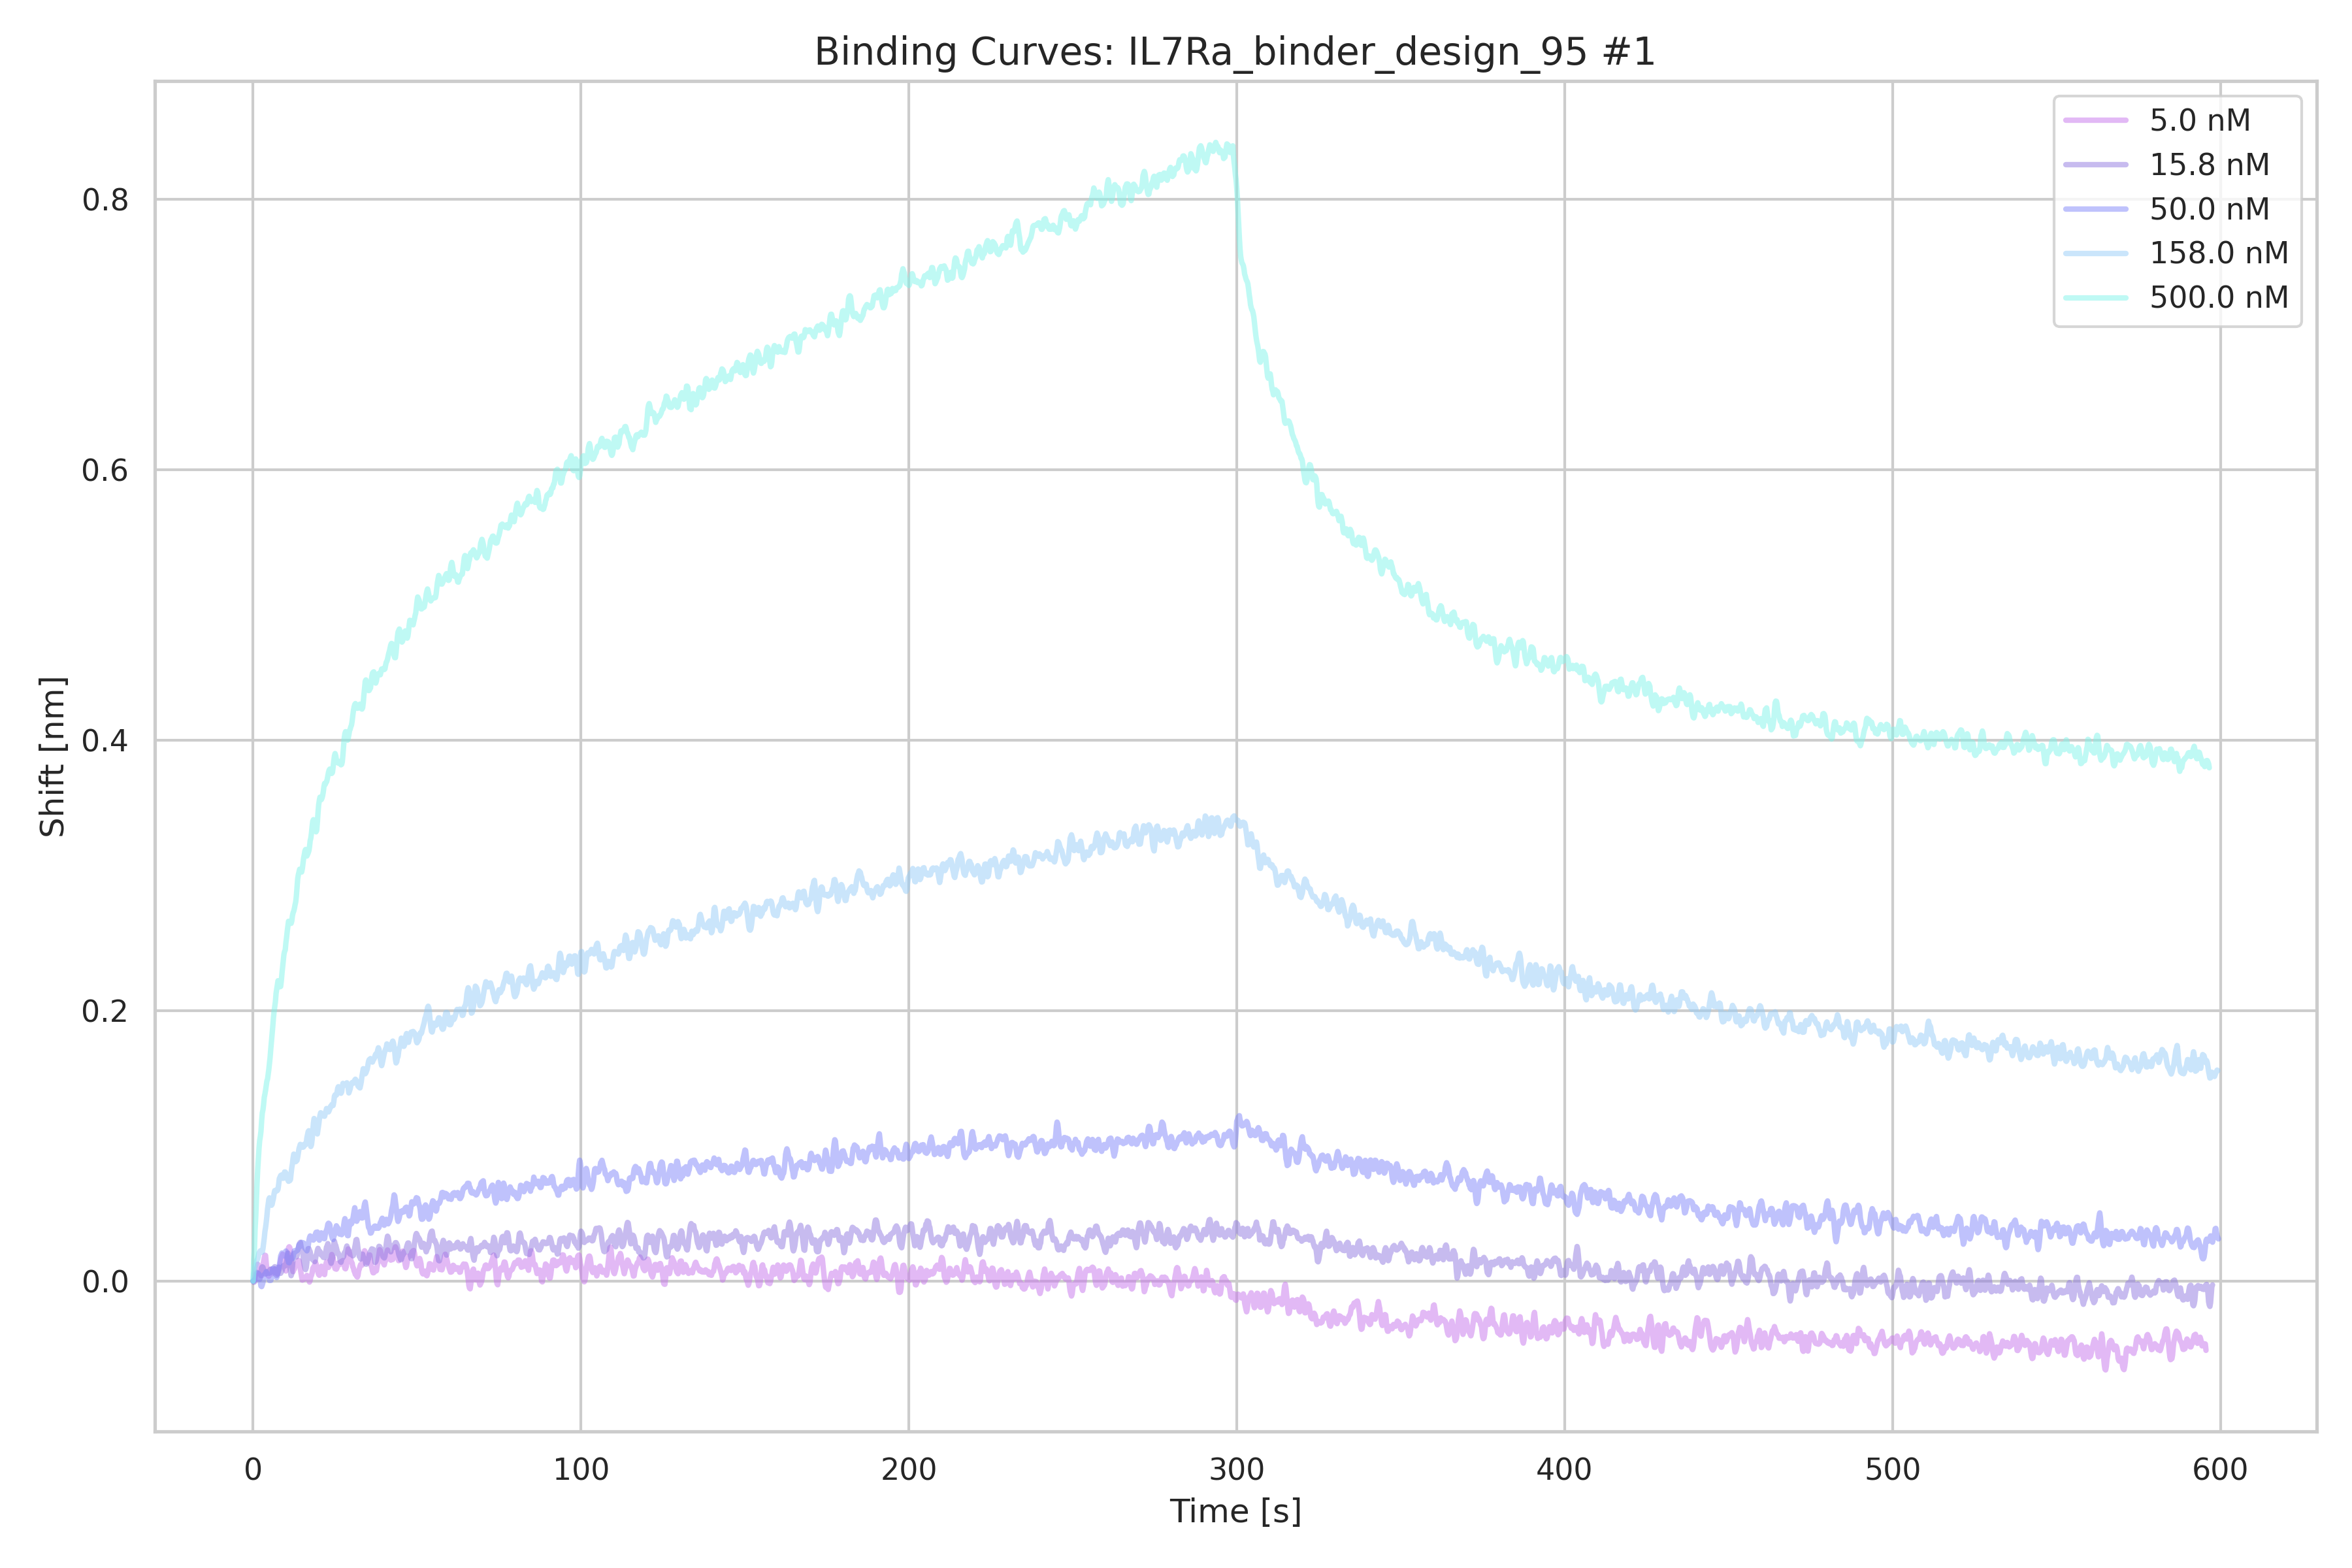 Binding Curves: IL7Ra_binder_design_95 #1
5.0 nM
15.8 nM
50.0 nM
158.0 nM
500.0 nM
Shift [nm]
0.8
0.6
0.4
0.2
0.0
0 100 200 300 400 500 600
Time [s]